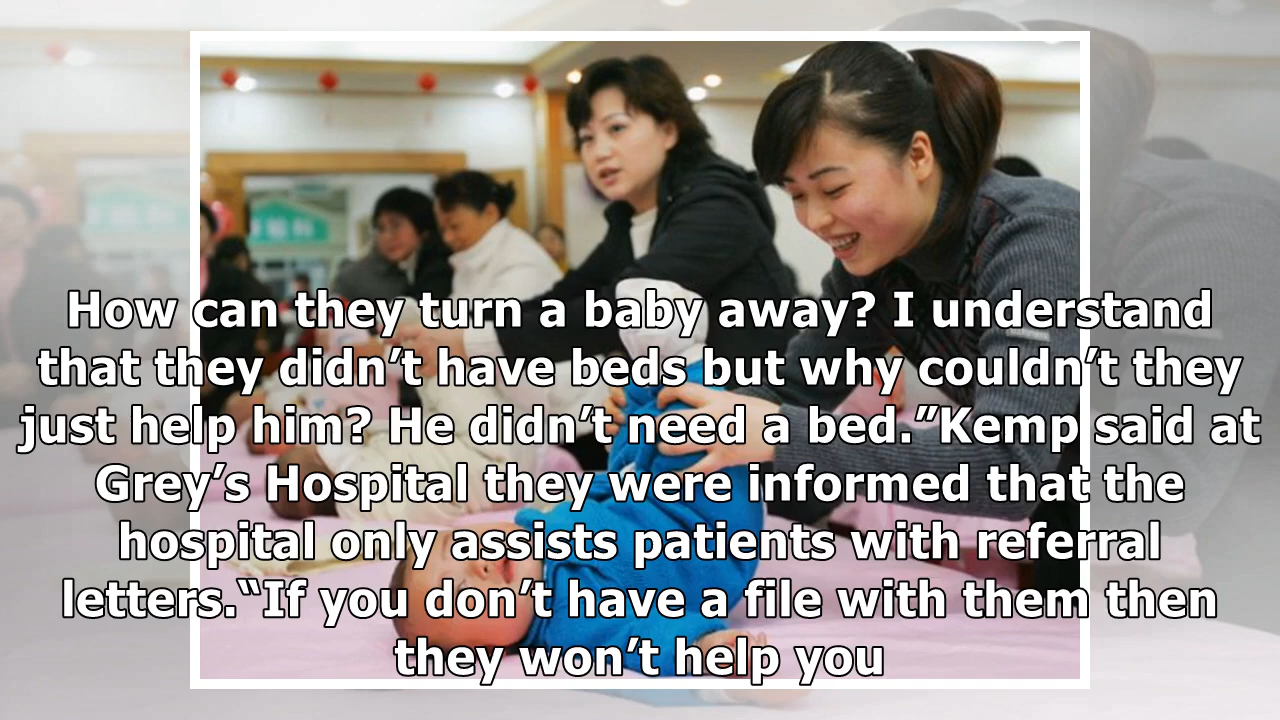 How can they turn a baby away? I understand
that they didn’t have beds but why couldn’t they
just help him? He didn’t need a bed.”Kemp said at
Grey’s Hospital they were informed that the
hospital only assists patients with referral
letters.“If you don’t have a file with them then
they won’t help you